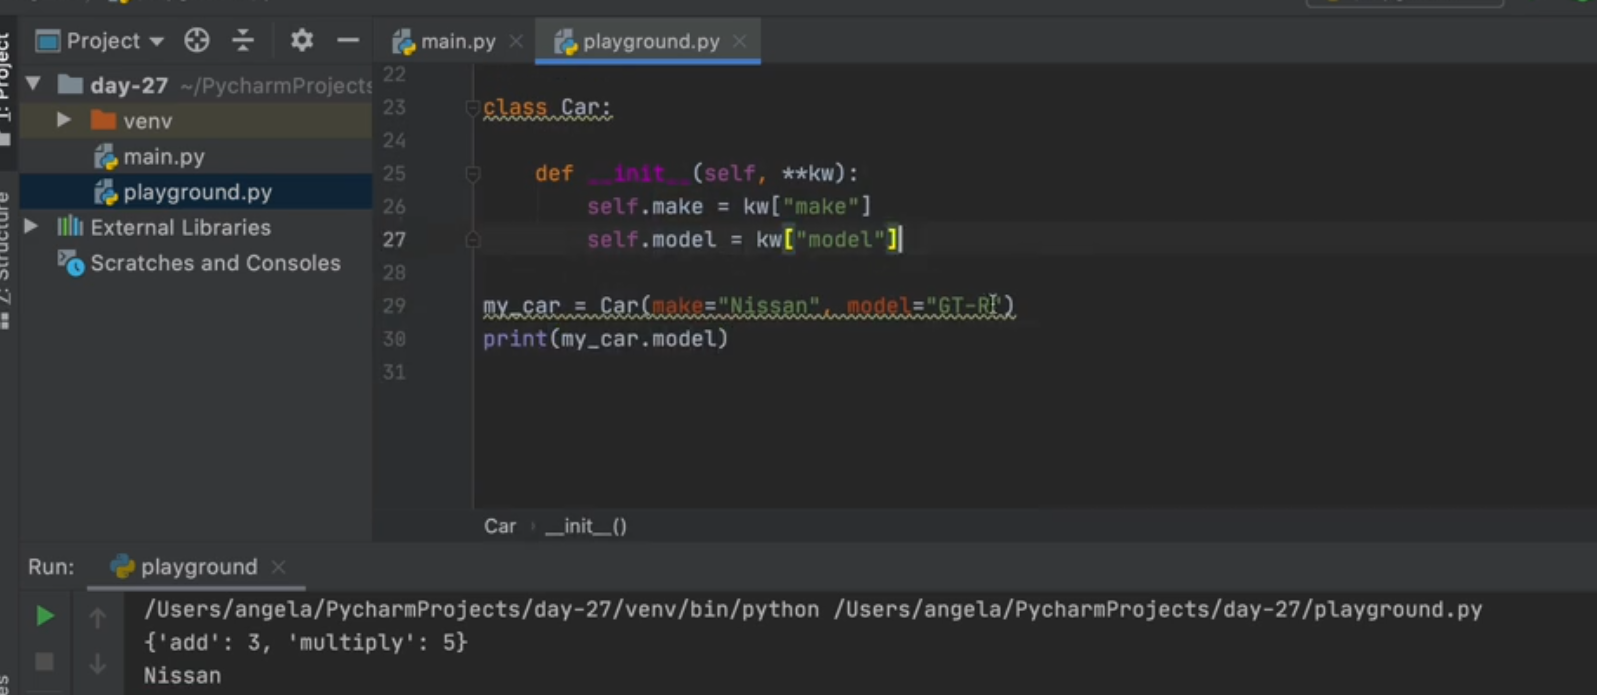 1: Project
Project
main.py
playground.py
day-27 ~/PycharmProjects
venv
main.py
playground.py
External Libraries
Scratches and Consoles
Z: Structure
22
23 class Car:
24
25 def __init__(self, **kw):
26 self.make = kw["make"]
27 self.model = kw["model"]
28
29 my_car = Car(make="Nissan", model="GT-R")
30 print(my_car.model)
31
Car __init__()
Run: playground
/Users/angela/PycharmProjects/day-27/venv/bin/python /Users/angela/PycharmProjects/day-27/playground.py
{'add': 3, 'multiply': 5}
Nissan